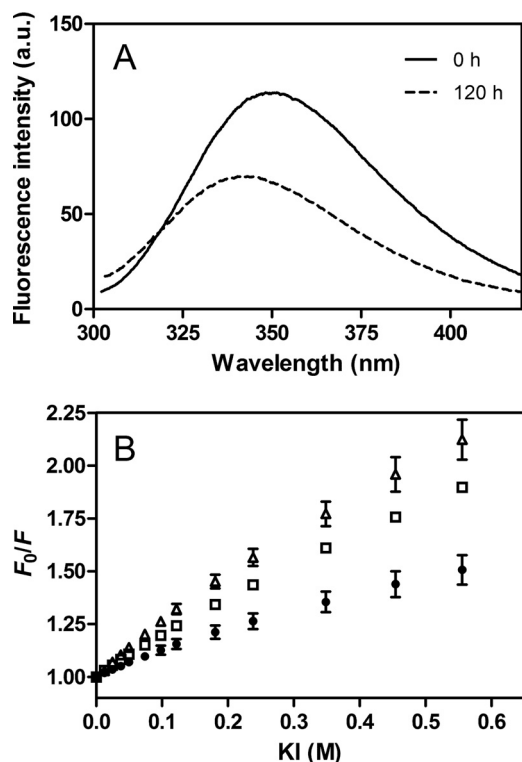 A
0 h
120 h
Fluorescence intensity (a.u.)
150
100
50
0
300 325 350 375 400
Wavelength (nm)
B
F₀/F
2.25
2.00
1.75
1.50
1.25
1.00
0.0 0.1 0.2 0.3 0.4 0.5 0.6
KI (M)